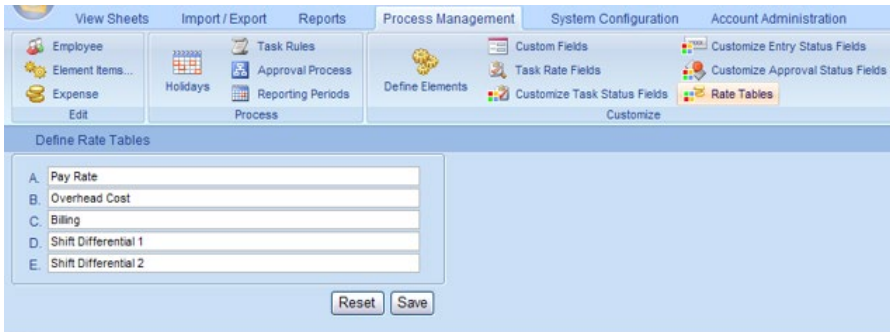 View Sheets Import / Export Reports Process Management System Configuration Account Administration
Employee Task Rules Custom Fields Customize Entry Status Fields
Element Items... Holidays Approval Process Define Elements Task Rate Fields Customize Approval Status Fields
Expense Reporting Periods Customize Task Status Fields Rate Tables
Edit Process Customize
Define Rate Tables
A. Pay Rate
B. Overhead Cost
C. Billing
D. Shift Differential 1
E. Shift Differential 2
Reset Save